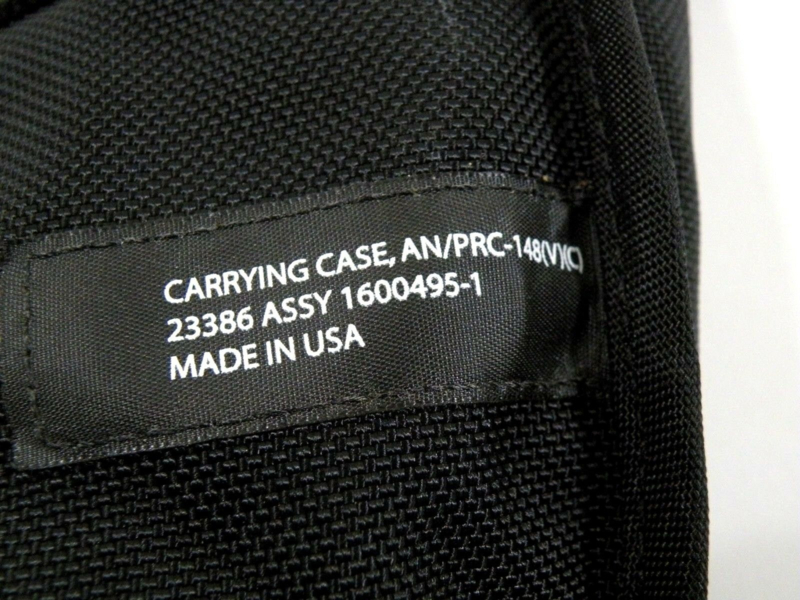 CARRYING CASE, AN/PRC-148(V)(C)
23386 ASSY 1600495-1
MADE IN USA